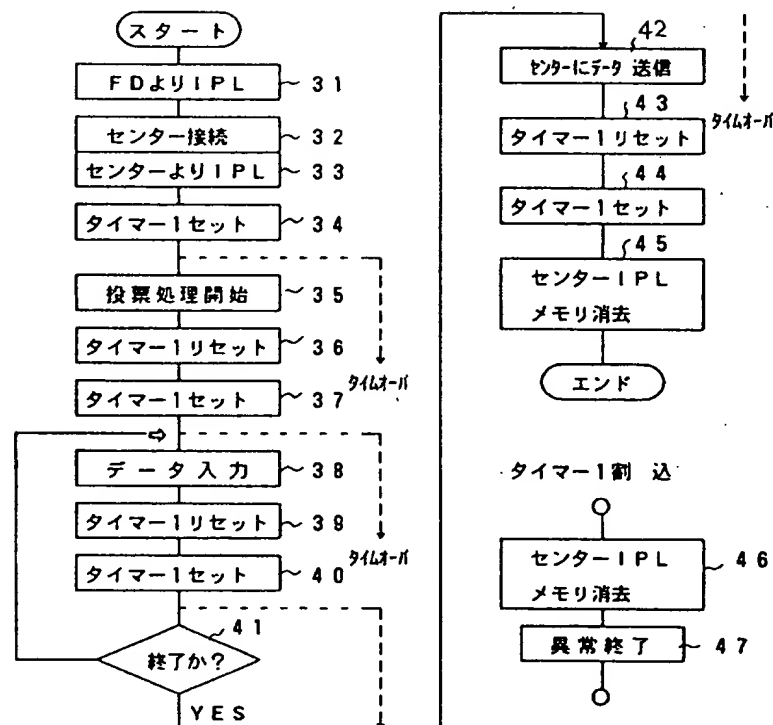 スタート
FDよりIPL 31
センター接続 32
センターよりIPL 33
タイマー1セット 34
投票処理開始 35
タイマー1リセット 36
タイムオーバ
タイマー1セット 37
データ入力 38
タイマー1リセット 39
タイムオーバ
タイマー1セット 40
41
終了か?
YES
42
センターにデータ 送信
43
タイムオーバ
タイマー1リセット
44
タイマー1セット
45
センターIPL
メモリ消去
エンド
タイマー1割 込
センターIPL 46
メモリ消去
異常終了 47